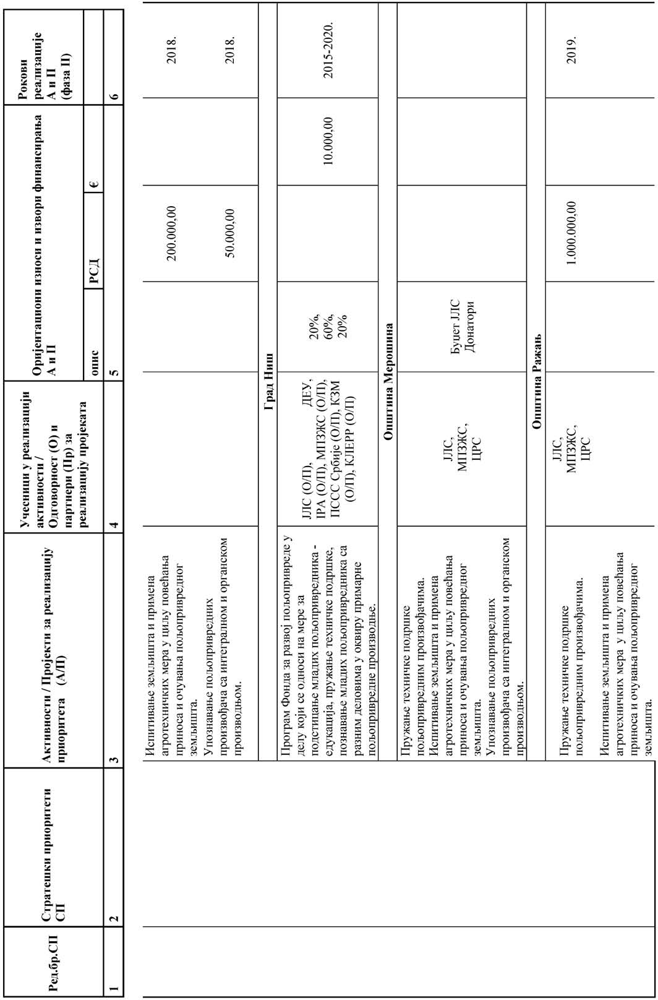 Ред.бр.СП
Стратешки приоритети
СП
Активности / Пројекти за реализацију
приоритета (А/П)
Учесници у реализацији
активности /
Одговорност (О) и
партнери (Пр) за
реализацију пројеката
Оријентациони износи и извори финансирања
А и П
опис
РСД
€
Рокови
реализације
А и П
(фаза II)
1
2
3
4
5
6
Испитивање земљишта и примена
агротехничких мера у циљу повећања
приноса и очувања пољопривредног
земљишта.
200.000,00
2018.
Упознавање пољопривредних
произвођача са интегралном и органском
производњом.
50.000,00
2018.
Град Ниш
Програм Фонда за развој пољопривреде у
делу који се односи на мере за
подстицање младих пољопривредника -
едукација, пружање техничке подршке,
познавање младих пољопривредника са
разним деловима у оквиру примарне
пољопривредне производње.
ЈЛС (О/П), ДЕУ,
IPA (О/П), МПЗЖС (О/П),
ПССС Србије (О/П), КЗМ
(О/П), КЛЕРР (О/П)
20%,
60%,
20%
10.000,00
2015-2020.
Општина Мерошина
Пружање техничке подршке
пољопривредним произвођачима.
Испитивање земљишта и примена
агротехничких мера у циљу повећања
приноса и очувања пољопривредног
земљишта.
Упознавање пољопривредних
произвођача са интегралном и органском
производњом.
ЈЛС,
МПЗЖС,
ЦРС
Буџет ЈЛС
Донатори
Општина Ражањ
Пружање техничке подршке
пољопривредним произвођачима.
ЈЛС,
МПЗЖС,
ЦРС
1.000.000,00
2019.
Испитивање земљишта и примена
агротехничких мера у циљу повећања
приноса и очувања пољопривредног
земљишта.